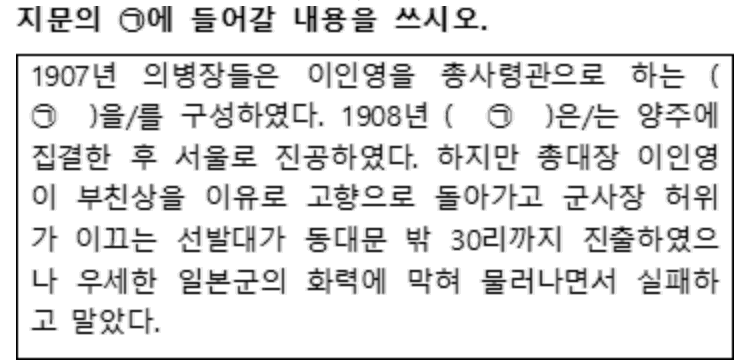 지문의 ㉠에 들어갈 내용을 쓰시오.
1907년 의병장들은 이인영을 총사령관으로 하는 (
㉠ )을/를 구성하였다. 1908년 ( ㉠ )은/는 양주에
집결한 후 서울로 진공하였다. 하지만 총대장 이인영
이 부친상을 이유로 고향으로 돌아가고 군사장 허위
가 이끄는 선발대가 동대문 밖 30리까지 진출하였으
나 우세한 일본군의 화력에 막혀 물러나면서 실패하
고 말았다.